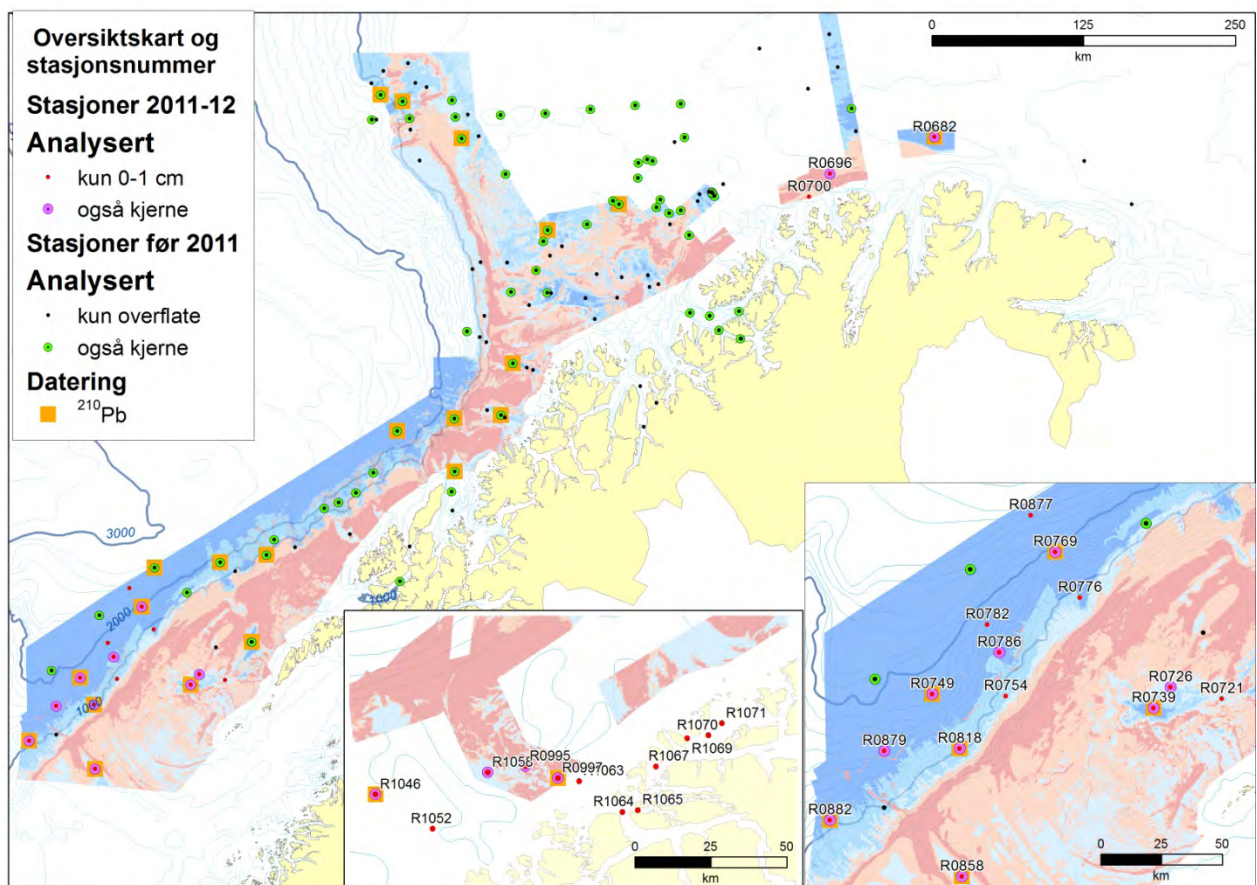 Oversiktskart og
stasjonsnummer
Stasjoner 2011-12
Analysert
kun 0-1 cm
også kjerne
Stasjoner før 2011
Analysert
kun overflate
også kjerne
Datering
²¹⁰Pb
0 125 250
km
R0682
R0696
R0700
3000
2000
1000
1000
R1071
R1070
R1069
R1067
R0995
R1058
R0997
063
R1046
R1064
R1065
R1052
0 25 50
km
R0877
R0769
R0776
R0782
R0786
R0726
R0721
R0749
R0754
R0739
R0818
R0879
R0882
R0858
0 25 50
km